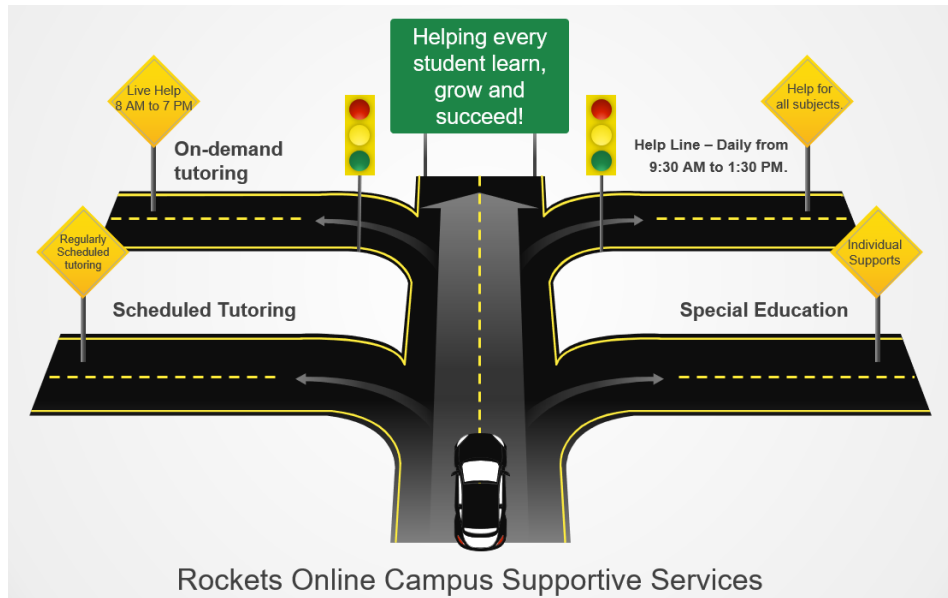 Helping every
student learn,
grow and
succeed!
Live Help
8 AM to 7 PM
On-demand
tutoring
Help for
all subjects.
Help Line – Daily from
9:30 AM to 1:30 PM.
Regularly
Scheduled
tutoring
Scheduled Tutoring
Individual
Supports
Special Education
Rockets Online Campus Supportive Services